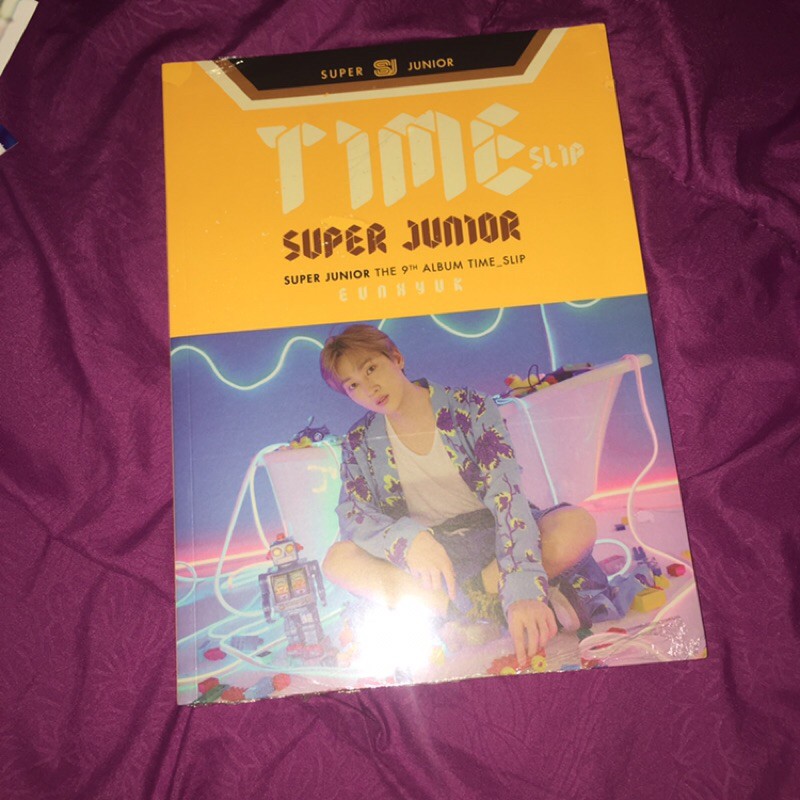 SUPER SJ JUNIOR
TIME
SLIP
SUPER JUNIOR
SUPER JUNIOR THE 9TH ALBUM TIME_SLIP
EUNHYUK